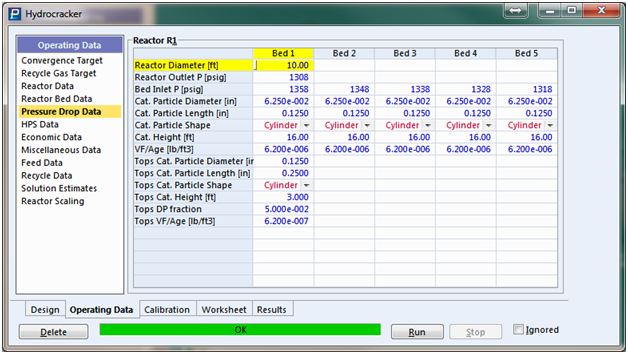 Hydrocracker
Operating Data
Convergence Target
Recycle Gas Target
Reactor Data
Reactor Bed Data
Pressure Drop Data
HPS Data
Economic Data
Miscellaneous Data
Feed Data
Recycle Data
Solution Estimates
Reactor Scaling
Reactor R1
Bed 1 Bed 2 Bed 3 Bed 4 Bed 5
Reactor Diameter [ft] 10.00
Reactor Outlet P [psig] 1308
Bed Inlet P [psig] 1358 1348 1338 1328 1318
Cat. Particle Diameter [in] 6.250e-002 6.250e-002 6.250e-002 6.250e-002 6.250e-002
Cat. Particle Length [in] 0.1250 0.1250 0.1250 0.1250 0.1250
Cat. Particle Shape Cylinder Cylinder Cylinder Cylinder Cylinder
Cat. Height [ft] 16.00 16.00 16.00 16.00 16.00
VF/Age [lb/ft3] 6.200e-006 6.200e-006 6.200e-006 6.200e-006 6.200e-006
Tops Cat. Particle Diameter [in 0.1250
Tops Cat. Particle Length [in] 0.2500
Tops Cat. Particle Shape Cylinder
Tops Cat. Height [ft] 3.000
Tops DP fraction 5.000e-002
Tops VF/Age [lb/ft3] 6.200e-007
Design Operating Data Calibration Worksheet Results
Delete OK Run Stop Ignored